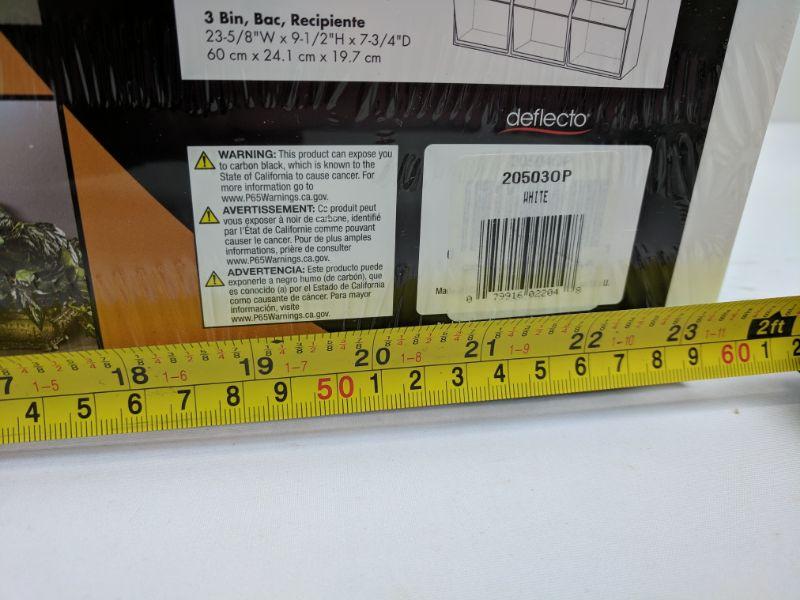 3 Bin, Bac, Recipiente
23-5/8"W x 9-1/2"H x 7-3/4"D
60 cm x 24.1 cm x 19.7 cm
deflecto
WARNING: This product can expose you
to carbon black, which is known to the
State of California to cause cancer. For
more information go to
www.P65Warnings.ca.gov.
AVERTISSEMENT: Ce produit peut
vous exposer à noir de carbone, identifié
par l'État de Californie comme pouvant
causer le cancer. Pour de plus amples
informations, prière de consulter
www.P65Warnings.ca.gov.
ADVERTENCIA: Este producto puede
exponerle a negro humo (de carbón), que
es conocido (a) por el Estado de California
como causante de cáncer. Para mayor
información, visite
www.P65Warnings.ca.gov.
205030P
WHITE
0 79916 02204 8
7 1-5 18 1-6 19 1-7 20 1-8 21 1-9 22 1-10 23 1-11 2ft
4 5 6 7 8 9 50 1 2 3 4 5 6 7 8 9 60 1 2